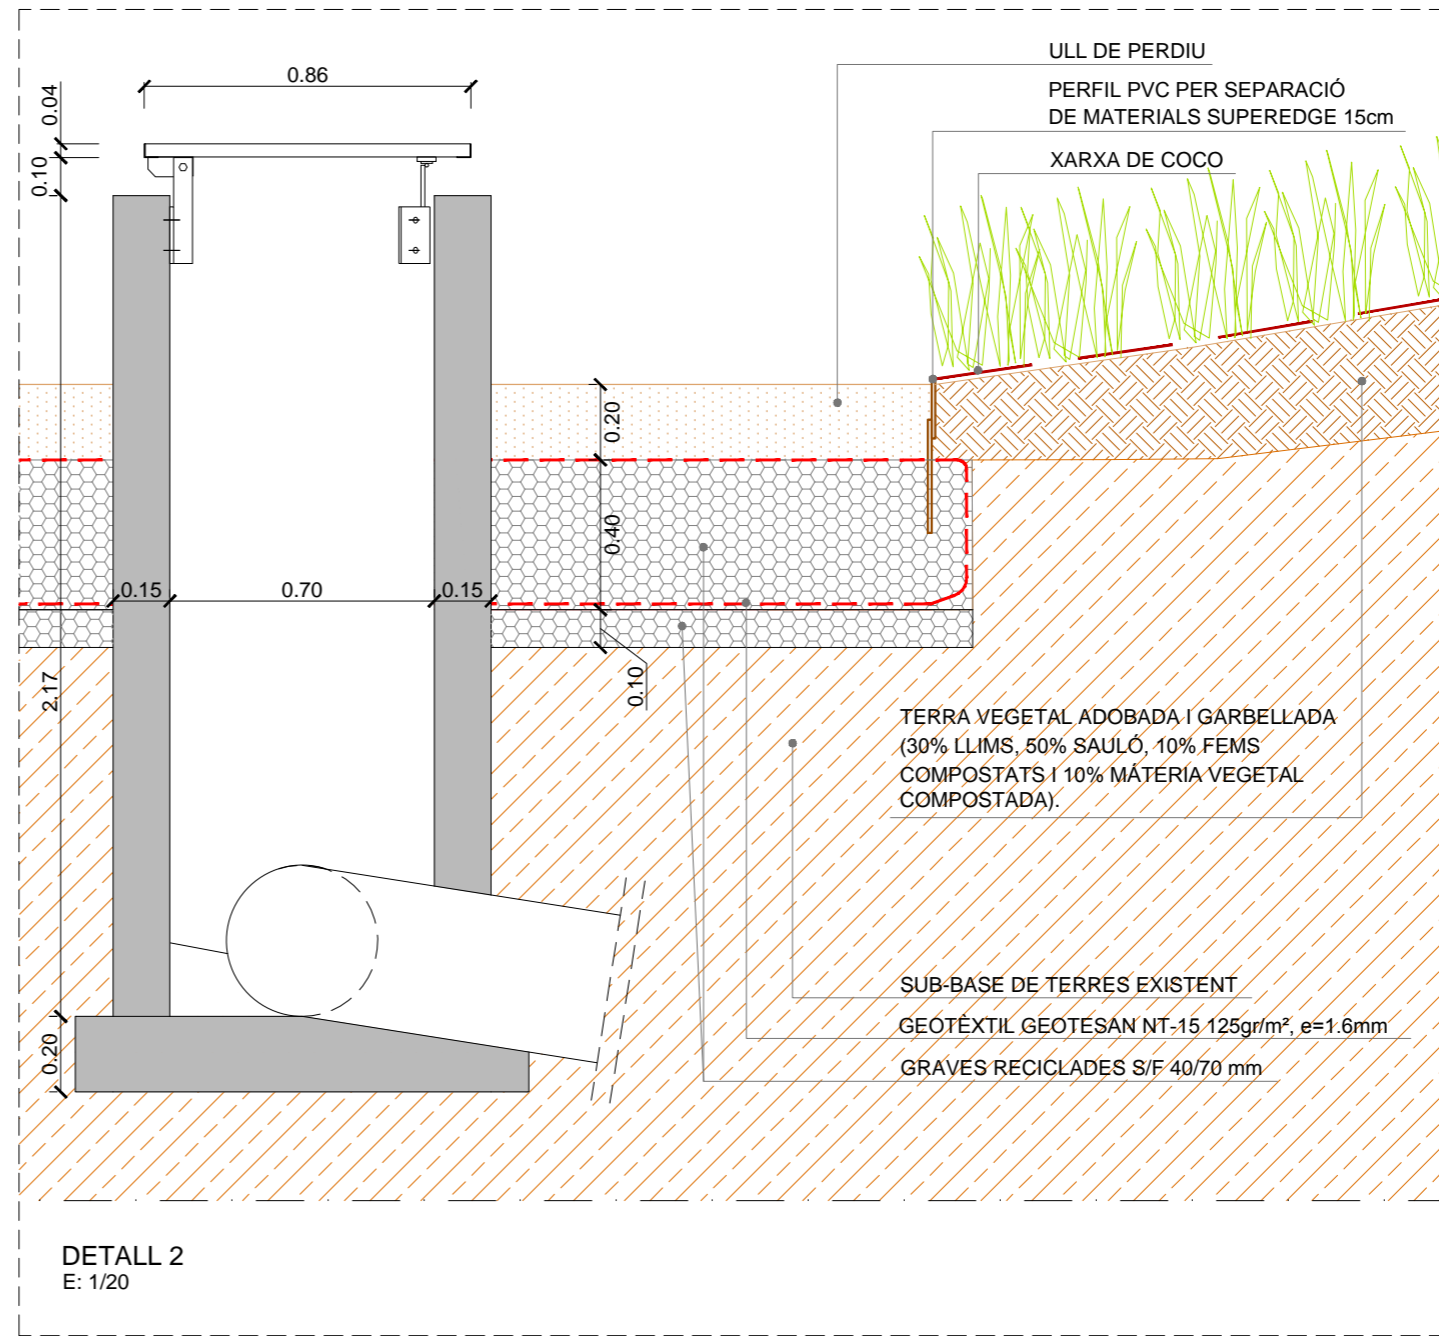 ULL DE PERDIU
PERFIL PVC PER SEPARACIÓ
DE MATERIALS SUPEREDGE 15cm
XARXA DE COCO
0.86
0.04
0.10
0.20
0.40
0.15
0.70
0.15
0.10
2.17
0.20
TERRA VEGETAL ADOBADA I GARBELLADA
(30% LLIMS, 50% SAULÓ, 10% FEMS
COMPOSTATS I 10% MÁTERIA VEGETAL
COMPOSTADA).
SUB-BASE DE TERRES EXISTENT
GEOTÈXTIL GEOTESAN NT-15 125gr/m², e=1.6mm
GRAVES RECICLADES S/F 40/70 mm
DETALL 2
E: 1/20